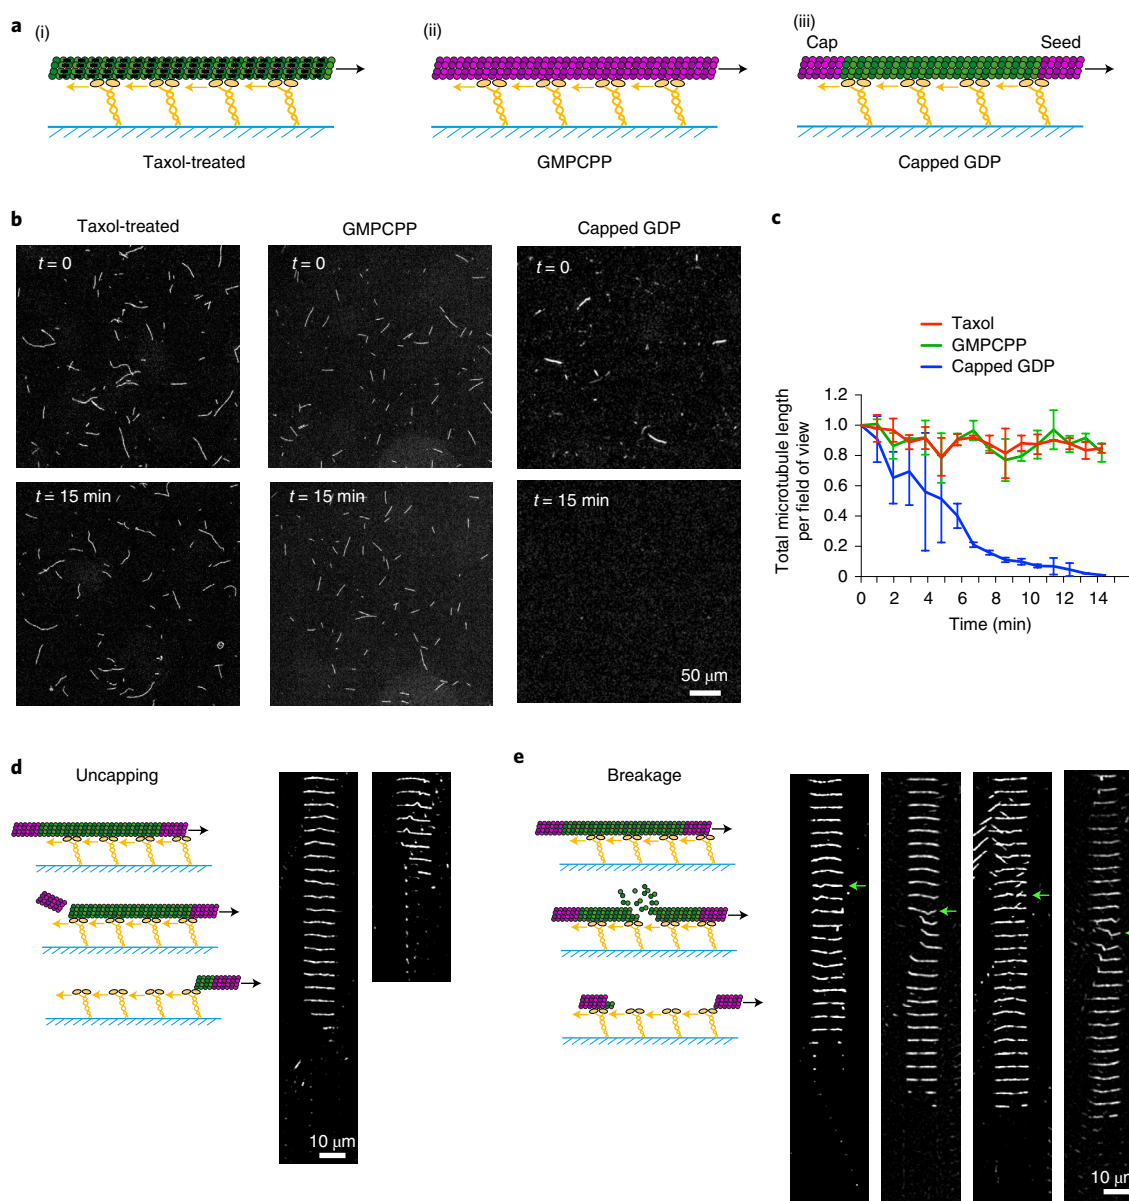 a
(i)
(ii)
(iii)
Cap
Seed
Taxol-treated
GMPCPP
Capped GDP
b
Taxol-treated
GMPCPP
Capped GDP
t = 0
t = 0
t = 0
t = 15 min
t = 15 min
t = 15 min
50 μm
c
Taxol
GMPCPP
Capped GDP
Total microtubule length
per field of view
1.2
1.0
0.8
0.6
0.4
0.2
0
0 2 4 6 8 10 12 14
Time (min)
d
Uncapping
10 μm
e
Breakage
10 μm